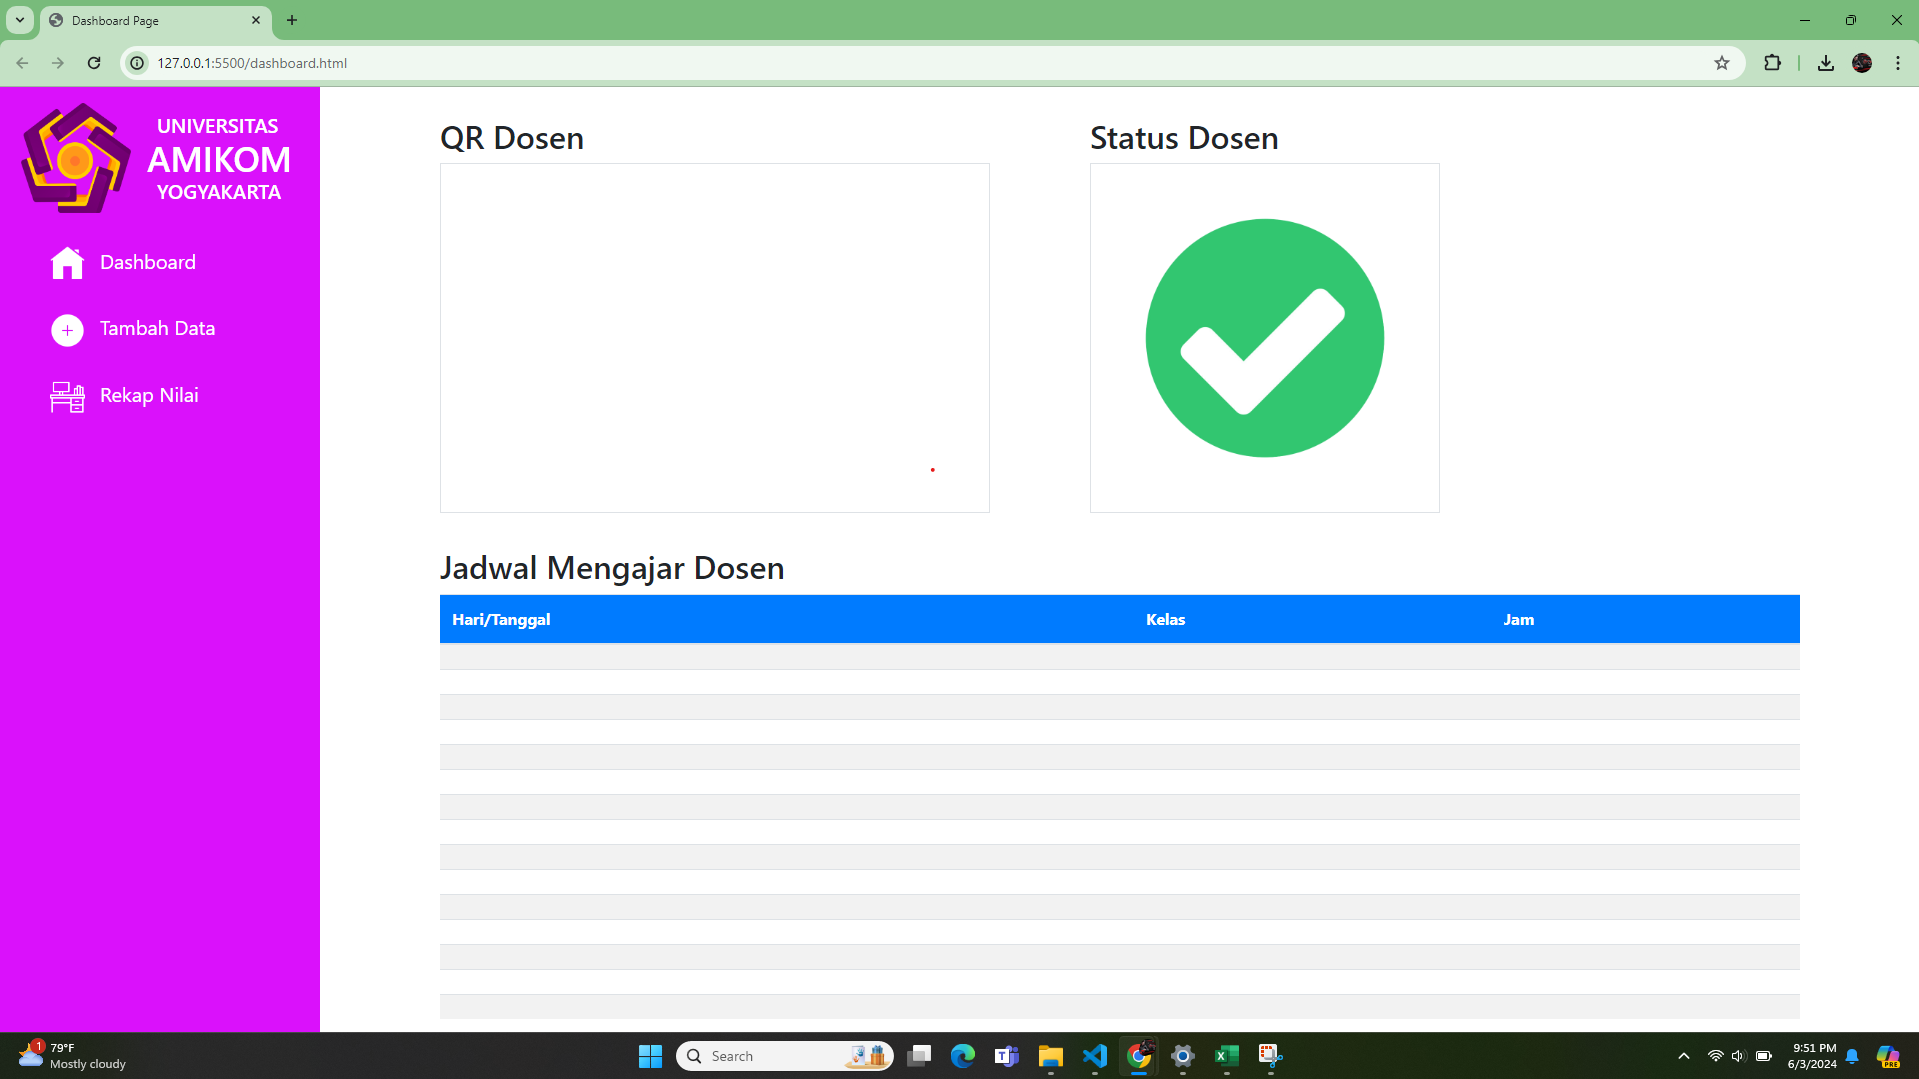 Dashboard Page
127.0.0.1:5500/dashboard.html
UNIVERSITAS
AMIKOM
YOGYAKARTA
Dashboard
Tambah Data
Rekap Nilai
QR Dosen
Status Dosen
Jadwal Mengajar Dosen
Hari/Tanggal Kelas Jam
1
79°F
Mostly cloudy
Search
9:51 PM
6/3/2024
PRE